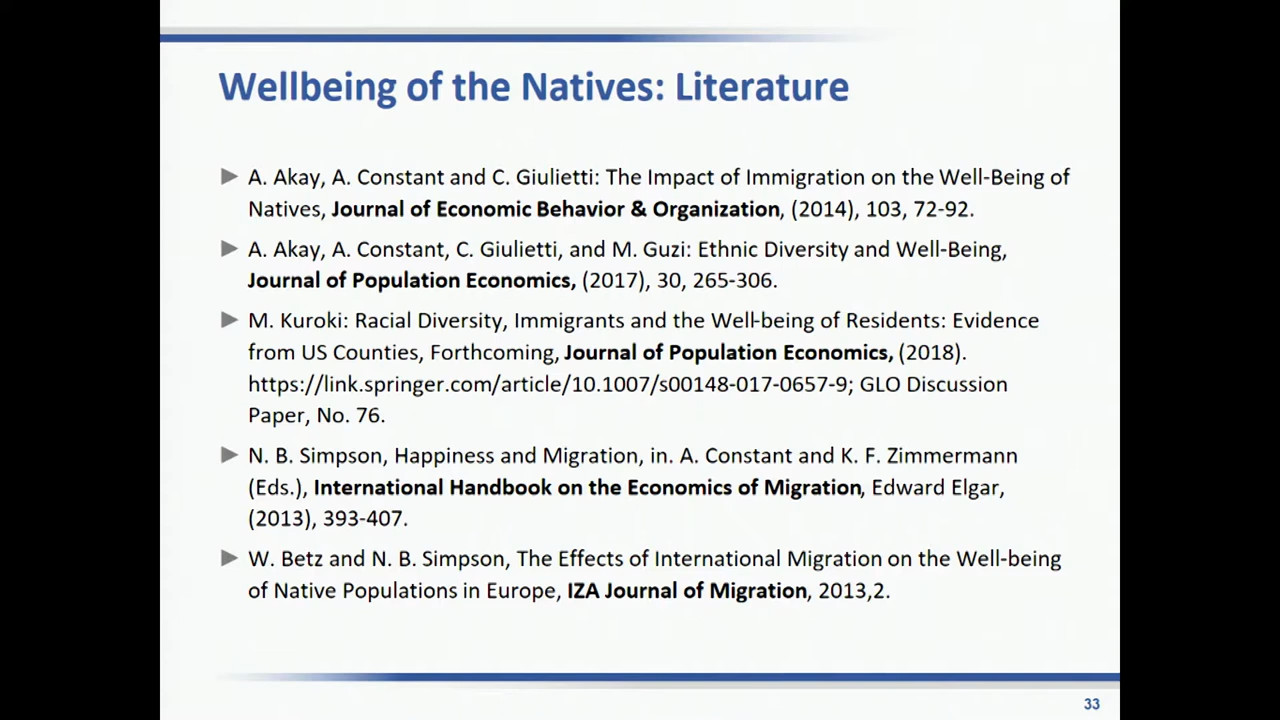 Wellbeing of the Natives: Literature
A. Akay, A. Constant and C. Giulietti: The Impact of Immigration on the Well-Being of
Natives, Journal of Economic Behavior & Organization, (2014), 103, 72-92.
A. Akay, A. Constant, C. Giulietti, and M. Guzi: Ethnic Diversity and Well-Being,
Journal of Population Economics, (2017), 30, 265-306.
M. Kuroki: Racial Diversity, Immigrants and the Well-being of Residents: Evidence
from US Counties, Forthcoming, Journal of Population Economics, (2018).
https://link.springer.com/article/10.1007/s00148-017-0657-9; GLO Discussion
Paper, No. 76.
N. B. Simpson, Happiness and Migration, in. A. Constant and K. F. Zimmermann
(Eds.), International Handbook on the Economics of Migration, Edward Elgar,
(2013), 393-407.
W. Betz and N. B. Simpson, The Effects of International Migration on the Well-being
of Native Populations in Europe, IZA Journal of Migration, 2013,2.
33